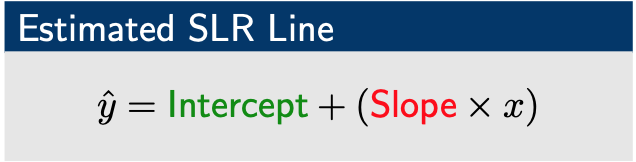 Estimated SLR Line
ŷ = Intercept + (Slope × x)